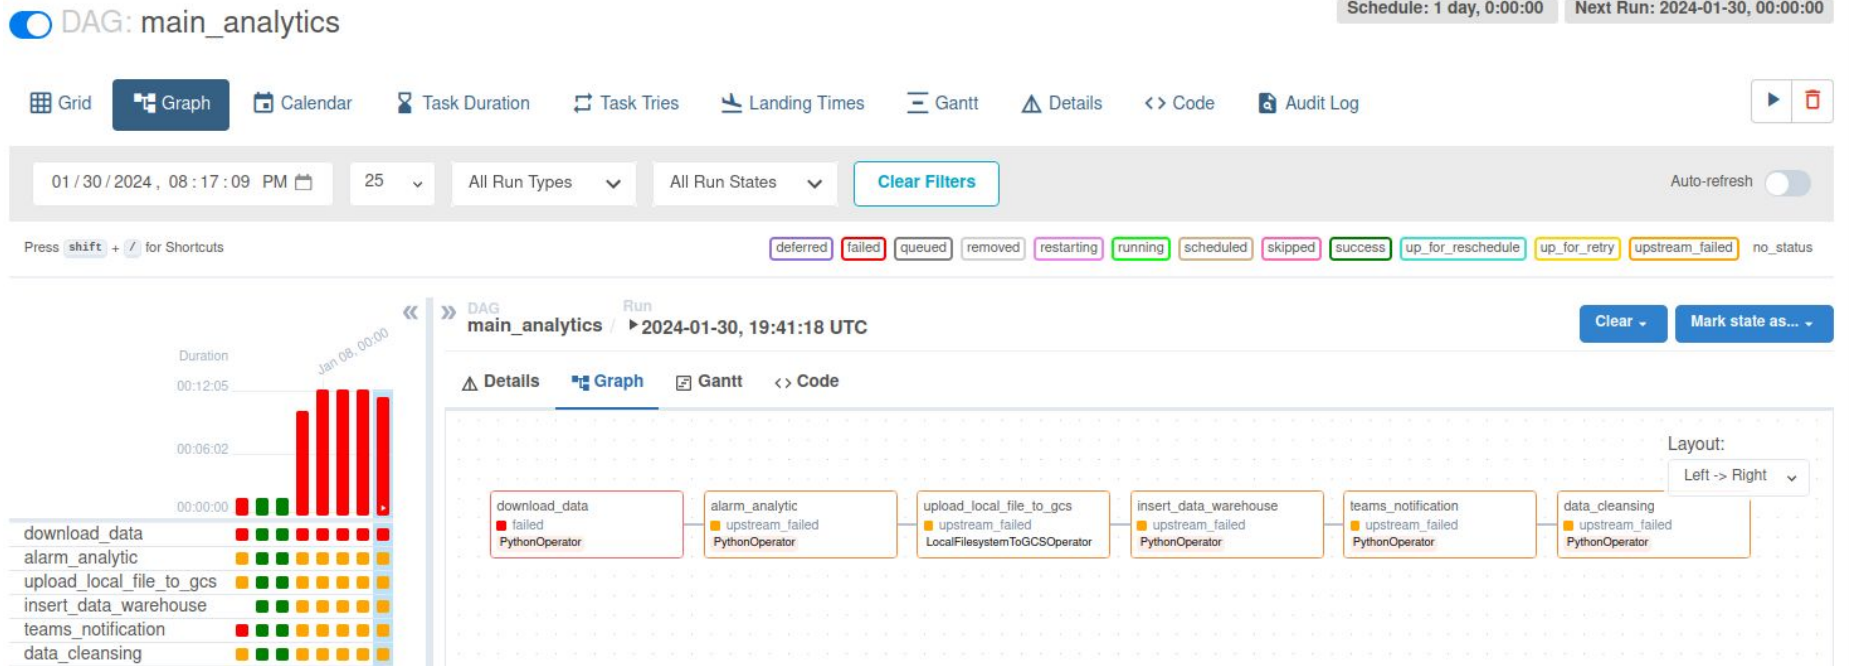 DAG: main_analytics
Schedule: 1 day, 0:00:00 Next Run: 2024-01-30, 00:00:00
Grid Graph Calendar Task Duration Task Tries Landing Times Gantt Details <> Code Audit Log
01/30/2024, 08:17:09 PM 25 All Run Types All Run States Clear Filters Auto-refresh
Press shift + / for Shortcuts
deferred failed queued removed restarting running scheduled skipped success up_for_reschedule up_for_retry upstream_failed no_status
« » DAG Run
main_analytics / 2024-01-30, 19:41:18 UTC
Clear Mark state as...
Jan 08, 00:00
Duration
00:12:05
00:06:02
00:00:00
Details Graph Gantt <> Code
Layout:
Left -> Right
download_data
failed
PythonOperator
alarm_analytic
upstream_failed
PythonOperator
upload_local_file_to_gcs
upstream_failed
LocalFilesystemToGCSOperator
insert_data_warehouse
upstream_failed
PythonOperator
teams_notification
upstream_failed
PythonOperator
data_cleansing
upstream_failed
PythonOperator
download_data
alarm_analytic
upload_local_file_to_gcs
insert_data_warehouse
teams_notification
data_cleansing